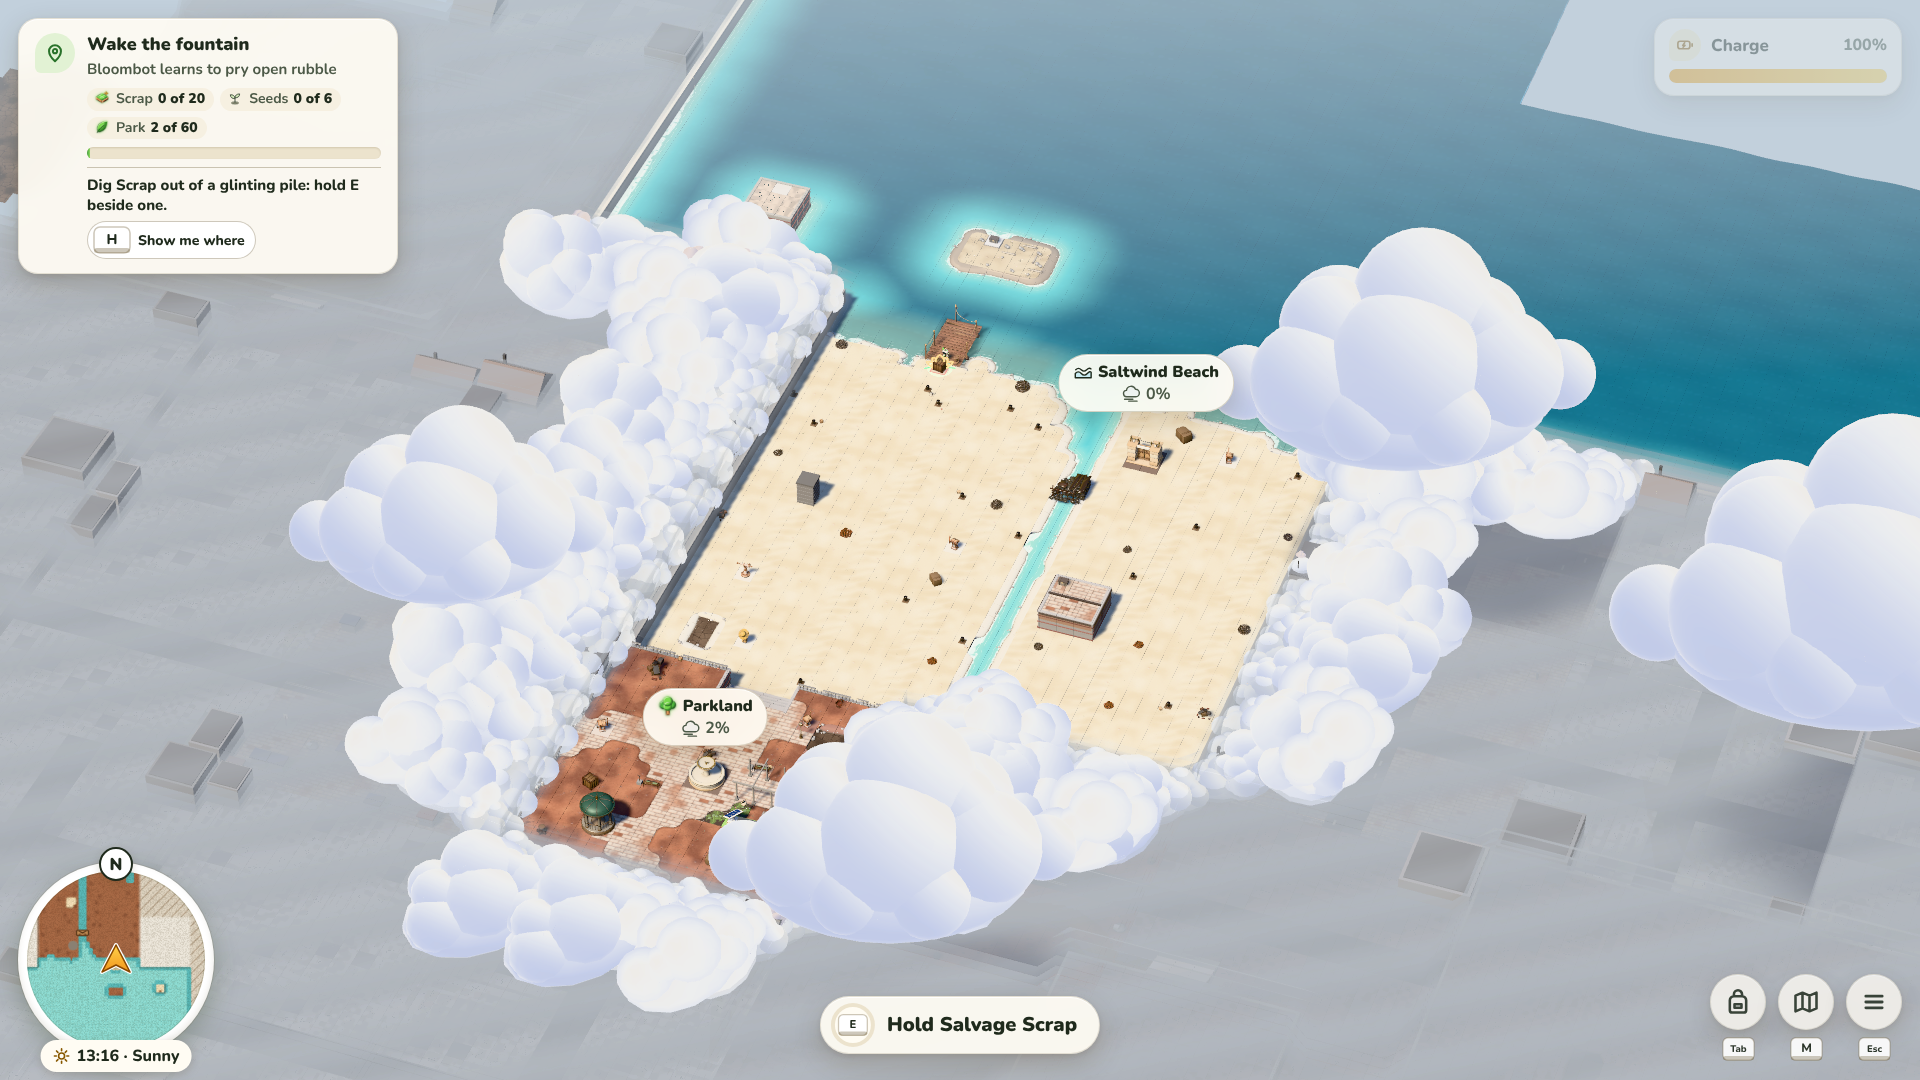 Wake the fountain
Bloombot learns to pry open rubble
Scrap 0 of 20 Seeds 0 of 6
Park 2 of 60
Dig Scrap out of a glinting pile: hold E
beside one.
H Show me where
Charge 100%
Saltwind Beach
0%
Parkland
2%
N
13:16 · Sunny
E Hold Salvage Scrap
Tab M Esc